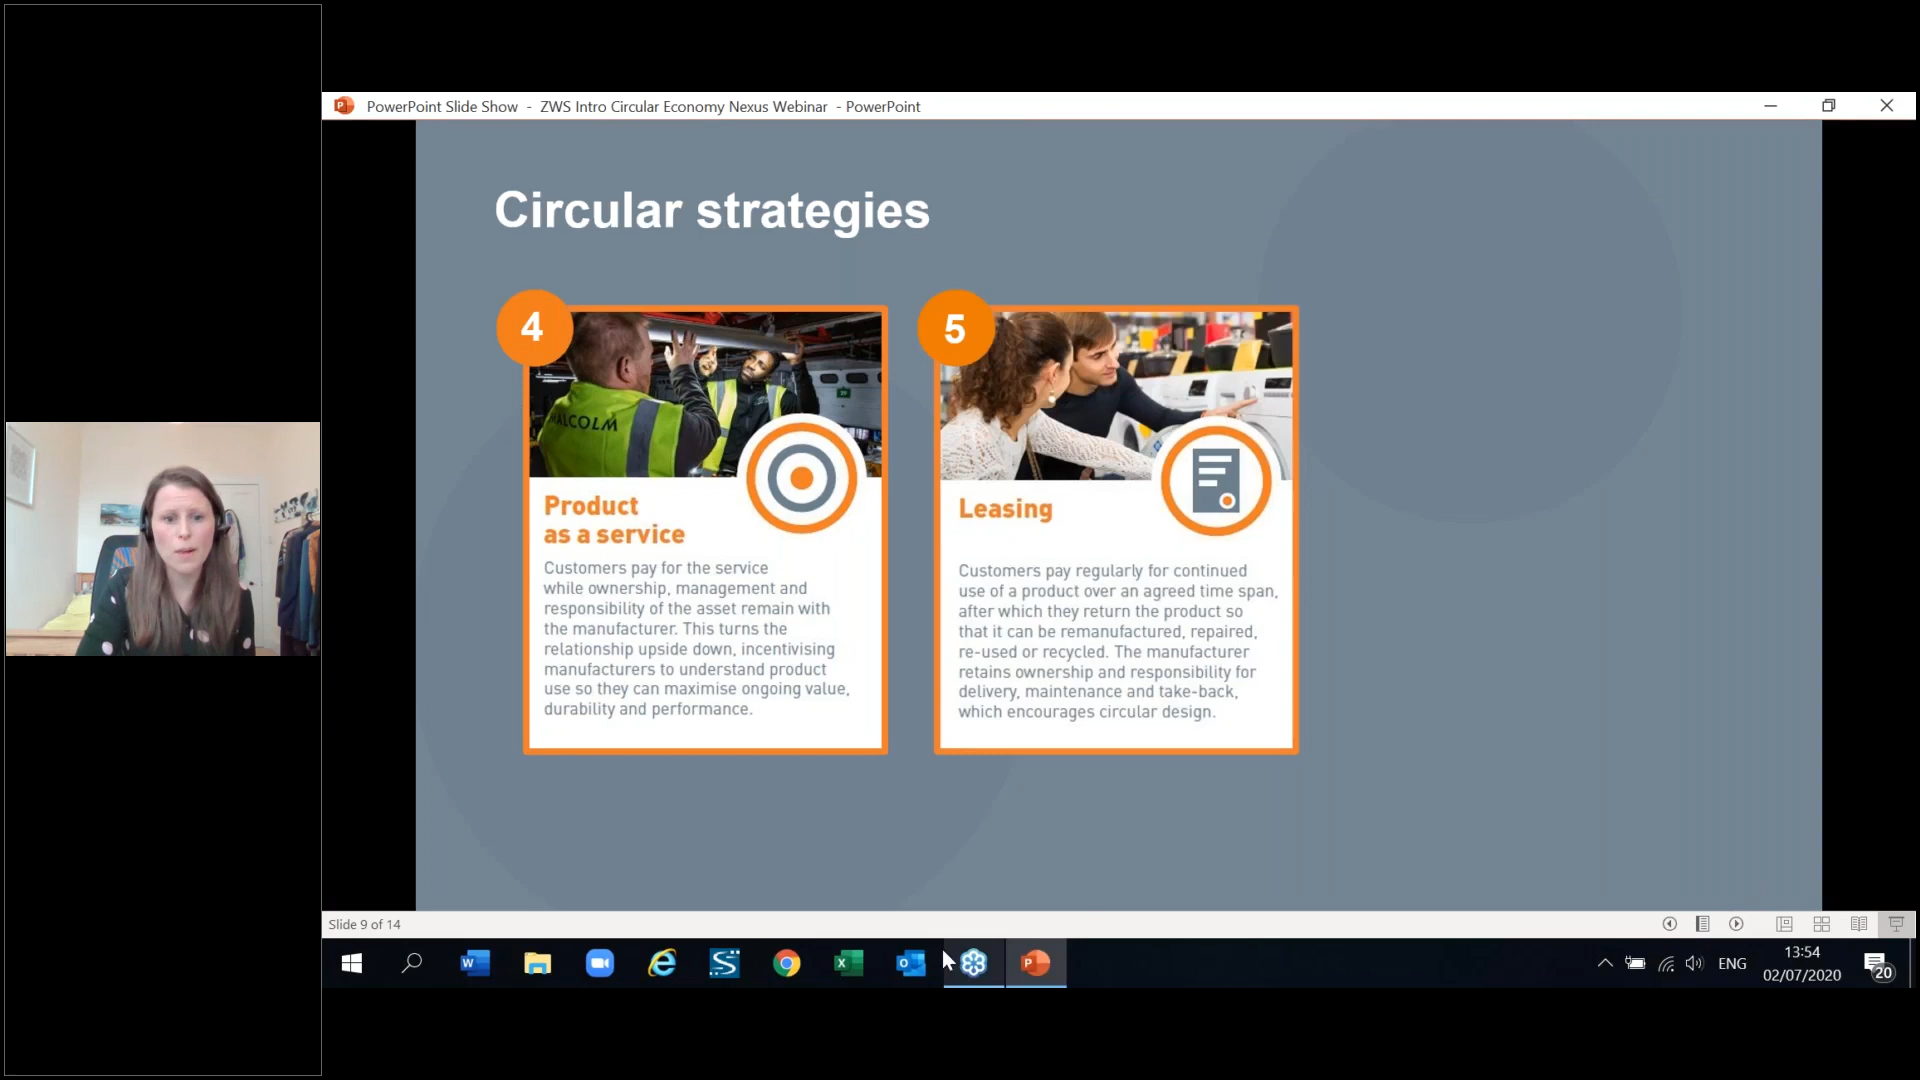 PowerPoint Slide Show - ZWS Intro Circular Economy Nexus Webinar - PowerPoint
Circular strategies
4
MALCOLM
Product
as a service
Customers pay for the service
while ownership, management and
responsibility of the asset remain with
the manufacturer. This turns the
relationship upside down, incentivising
manufacturers to understand product
use so they can maximise ongoing value,
durability and performance.
5
Leasing
Customers pay regularly for continued
use of a product over an agreed time span,
after which they return the product so
that it can be remanufactured, repaired,
re-used or recycled. The manufacturer
retains ownership and responsibility for
delivery, maintenance and take-back,
which encourages circular design.
Slide 9 of 14
ENG
13:54
02/07/2020
20